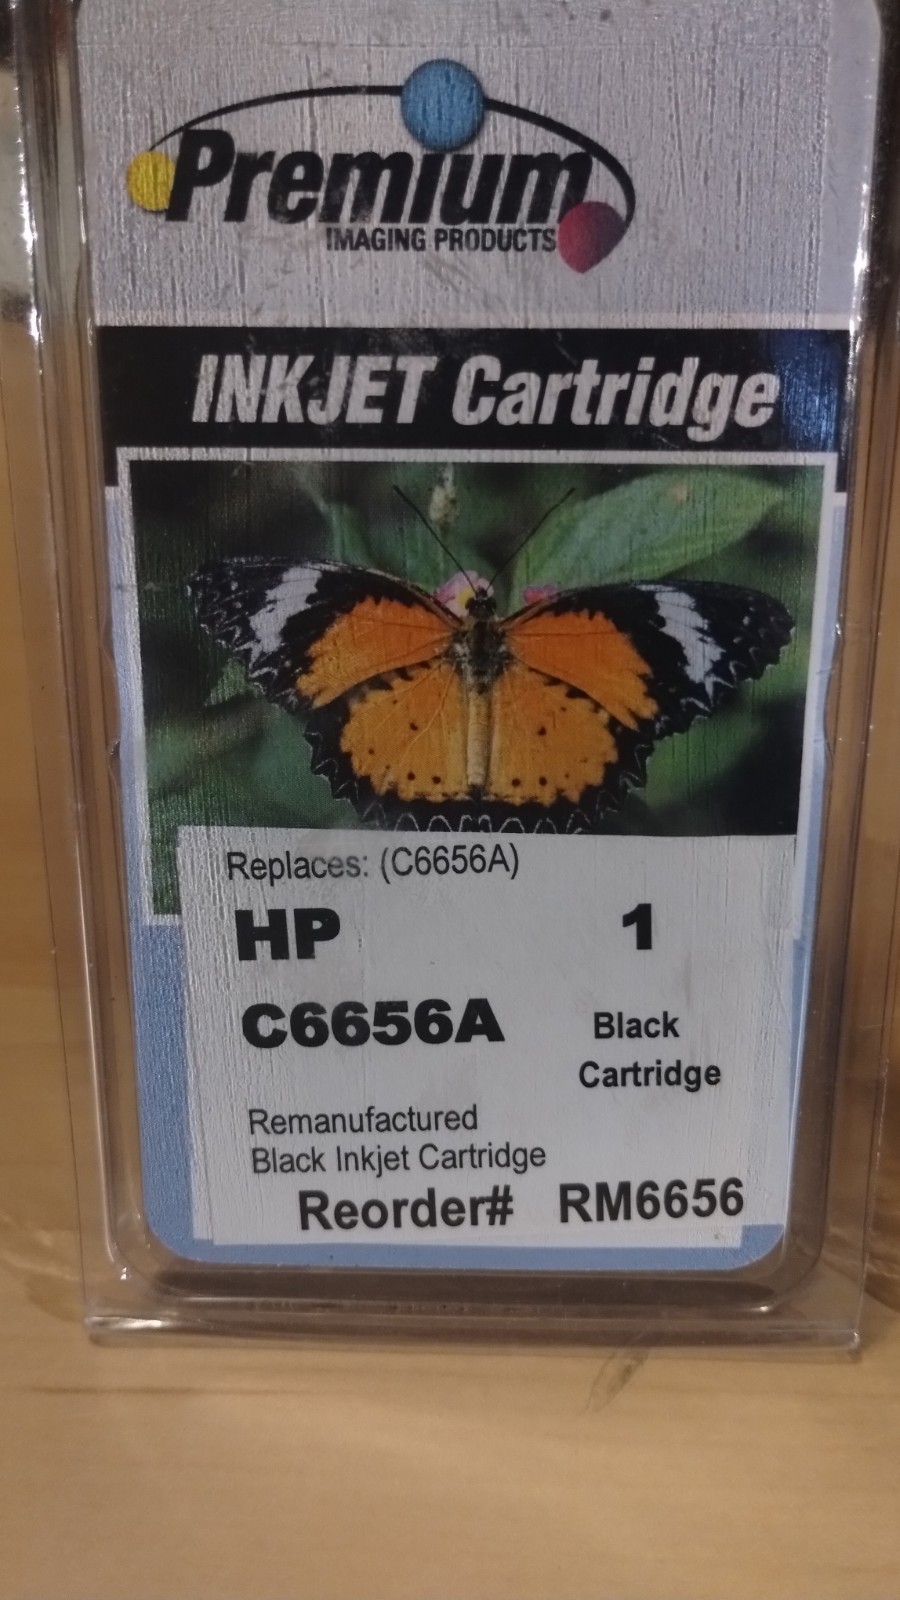 Premium
IMAGING PRODUCTS
INKJET Cartridge
Replaces: (C6656A)
HP 1
C6656A Black
Cartridge
Remanufactured
Black Inkjet Cartridge
Reorder# RM6656